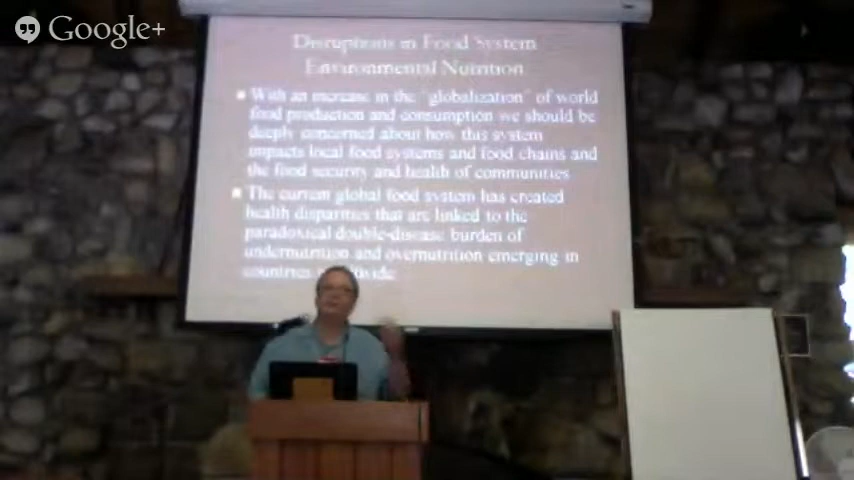 Google+
Disruptions in Food System
Environmental Nutrition
With an increase in the "globalization" of world
food production and consumption we should be
deeply concerned about how this system
impacts local food systems and food chains and
the food security and health of communities
The current global food system has created
health disparities that are linked to the
paradoxical double-disease burden of
undernutrition and overnutrition emerging in
countries